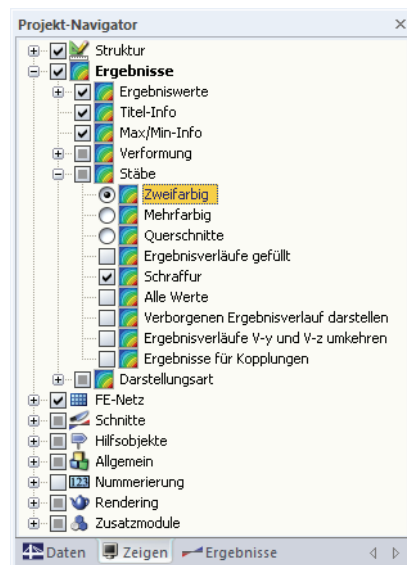 Projekt-Navigator
Struktur
Ergebnisse
Ergebniswerte
Titel-Info
Max/Min-Info
Verformung
Stäbe
Zweifarbig
Mehrfarbig
Querschnitte
Ergebnisverläufe gefüllt
Schraffur
Alle Werte
Verborgenen Ergebnisverlauf darstellen
Ergebnisverläufe V-y und V-z umkehren
Ergebnisse für Kopplungen
Darstellungsart
FE-Netz
Schnitte
Hilfsobjekte
Allgemein
123 Nummerierung
Rendering
Zusatzmodule
Daten Zeigen Ergebnisse